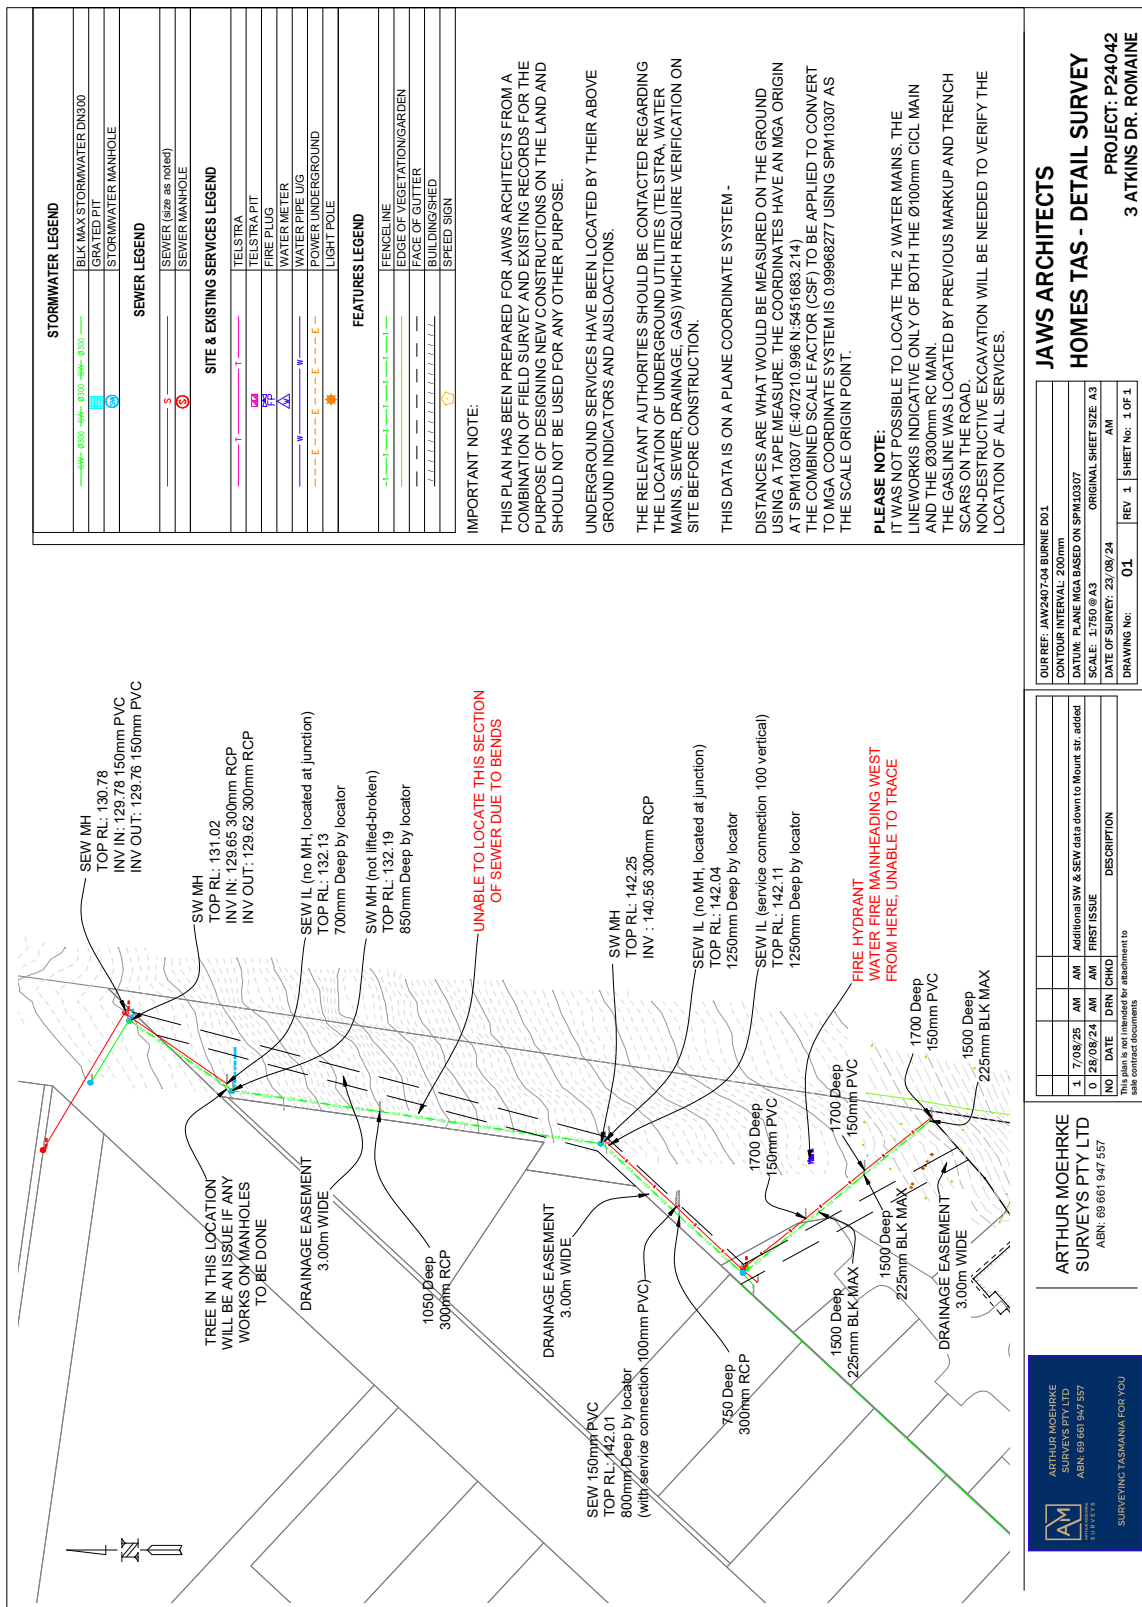 STORMWATER LEGEND
SW Ø300 SW Ø300 SW Ø300
BLK MAX STORMWATER DN300
GRATED PIT
SW
STORMWATER MANHOLE
SEWER LEGEND
S
SEWER (size as noted)
S
SEWER MANHOLE
SITE & EXISTING SERVICES LEGEND
T T
TELSTRA
TELSTRA PIT
FP
FIRE PLUG
WATER METER
W W
WATER PIPE U/G
E E
POWER UNDERGROUND
LIGHT POLE
FEATURES LEGEND
FENCELINE
EDGE OF VEGETATION/GARDEN
FACE OF GUTTER
BUILDING/SHED
SPEED SIGN
IMPORTANT NOTE:
THIS PLAN HAS BEEN PREPARED FOR JAWS ARCHITECTS FROM A
COMBINATION OF FIELD SURVEY AND EXISTING RECORDS FOR THE
PURPOSE OF DESIGNING NEW CONSTRUCTIONS ON THE LAND AND
SHOULD NOT BE USED FOR ANY OTHER PURPOSE.
UNDERGROUND SERVICES HAVE BEEN LOCATED BY THEIR ABOVE
GROUND INDICATORS AND AUSLOACTIONS.
THE RELEVANT AUTHORITIES SHOULD BE CONTACTED REGARDING
THE LOCATION OF UNDERGROUND UTILITIES (TELSTRA, WATER
MAINS, SEWER, DRAINAGE, GAS) WHICH REQUIRE VERIFICATION ON
SITE BEFORE CONSTRUCTION.
THIS DATA IS ON A PLANE COORDINATE SYSTEM -
DISTANCES ARE WHAT WOULD BE MEASURED ON THE GROUND
USING A TAPE MEASURE. THE COORDINATES HAVE AN MGA ORIGIN
AT SPM10307 (E:407210.996 N:5451683.214)
THE COMBINED SCALE FACTOR (CSF) TO BE APPLIED TO CONVERT
TO MGA COORDINATE SYSTEM IS 0.99968277 USING SPM10307 AS
THE SCALE ORIGIN POINT.
PLEASE NOTE:
IT WAS NOT POSSIBLE TO LOCATE THE 2 WATER MAINS. THE
LINEWORKIS INDICATIVE ONLY OF BOTH THE Ø100mm CICL MAIN
AND THE Ø300mm RC MAIN.
THE GASLINE WAS LOCATED BY PREVIOUS MARKUP AND TRENCH
SCARS ON THE ROAD.
NON-DESTRUCTIVE EXCAVATION WILL BE NEEDED TO VERIFY THE
LOCATION OF ALL SERVICES.
SEW MH
TOP RL: 130.78
INV IN: 129.78 150mm PVC
INV OUT: 129.76 150mm PVC
SW MH
TOP RL: 131.02
INV IN: 129.65 300mm RCP
INV OUT: 129.62 300mm RCP
SEW IL (no MH, located at junction)
TOP RL: 132.13
700mm Deep by locator
SW MH (not lifted-broken)
TOP RL: 132.19
850mm Deep by locator
UNABLE TO LOCATE THIS SECTION
OF SEWER DUE TO BENDS
SW MH
TOP RL: 142.25
INV : 140.56 300mm RCP
SEW IL (no MH, located at junction)
TOP RL: 142.04
1250mm Deep by locator
SEW IL (service connection 100 vertical)
TOP RL: 142.11
1250mm Deep by locator
FIRE HYDRANT
WATER FIRE MAINHEADING WEST
FROM HERE, UNABLE TO TRACE
1700 Deep
150mm PVC
1500 Deep
225mm BLK MAX
TREE IN THIS LOCATION
WILL BE AN ISSUE IF ANY
WORKS ON MANHOLES
TO BE DONE
DRAINAGE EASEMENT
3.00m WIDE
1050 Deep
300mm RCP
DRAINAGE EASEMENT
3.00m WIDE
SEW 150mm PVC
TOP RL: 142.01
800mm Deep by locator
(with service connection 100mm PVC)
750 Deep
300mm RCP
1700 Deep
150mm PVC
1700 Deep
150mm PVC
1500 Deep
225mm BLK MAX
1500 Deep
225mm BLK MAX
DRAINAGE EASEMENT
3.00m WIDE
N
AM
ARTHUR MOEHRKE
SURVEYS
ARTHUR MOEHRKE
SURVEYS PTY LTD
ABN: 69 661 947 557
SURVEYING TASMANIA FOR YOU
ARTHUR MOEHRKE
SURVEYS PTY LTD
ABN: 69 661 947 557
1 7/08/25 AM AM Additional SW & SEW data down to Mount str. added
0 28/08/24 AM AM FIRST ISSUE
NO DATE DRN CHKD DESCRIPTION
This plan is not intended for attachment to
sale contract documents
OUR REF: JAW2407-04 BURNIE D01
CONTOUR INTERVAL: 200mm
DATUM: PLANE MGA BASED ON SPM10307
SCALE: 1:750 @ A3 ORIGINAL SHEET SIZE: A3
DATE OF SURVEY: 23/08/24 AM
DRAWING No: 01 REV 1 SHEET No: 1 OF 1
JAWS ARCHITECTS
HOMES TAS - DETAIL SURVEY
PROJECT: P24042
3 ATKINS DR. ROMAINE